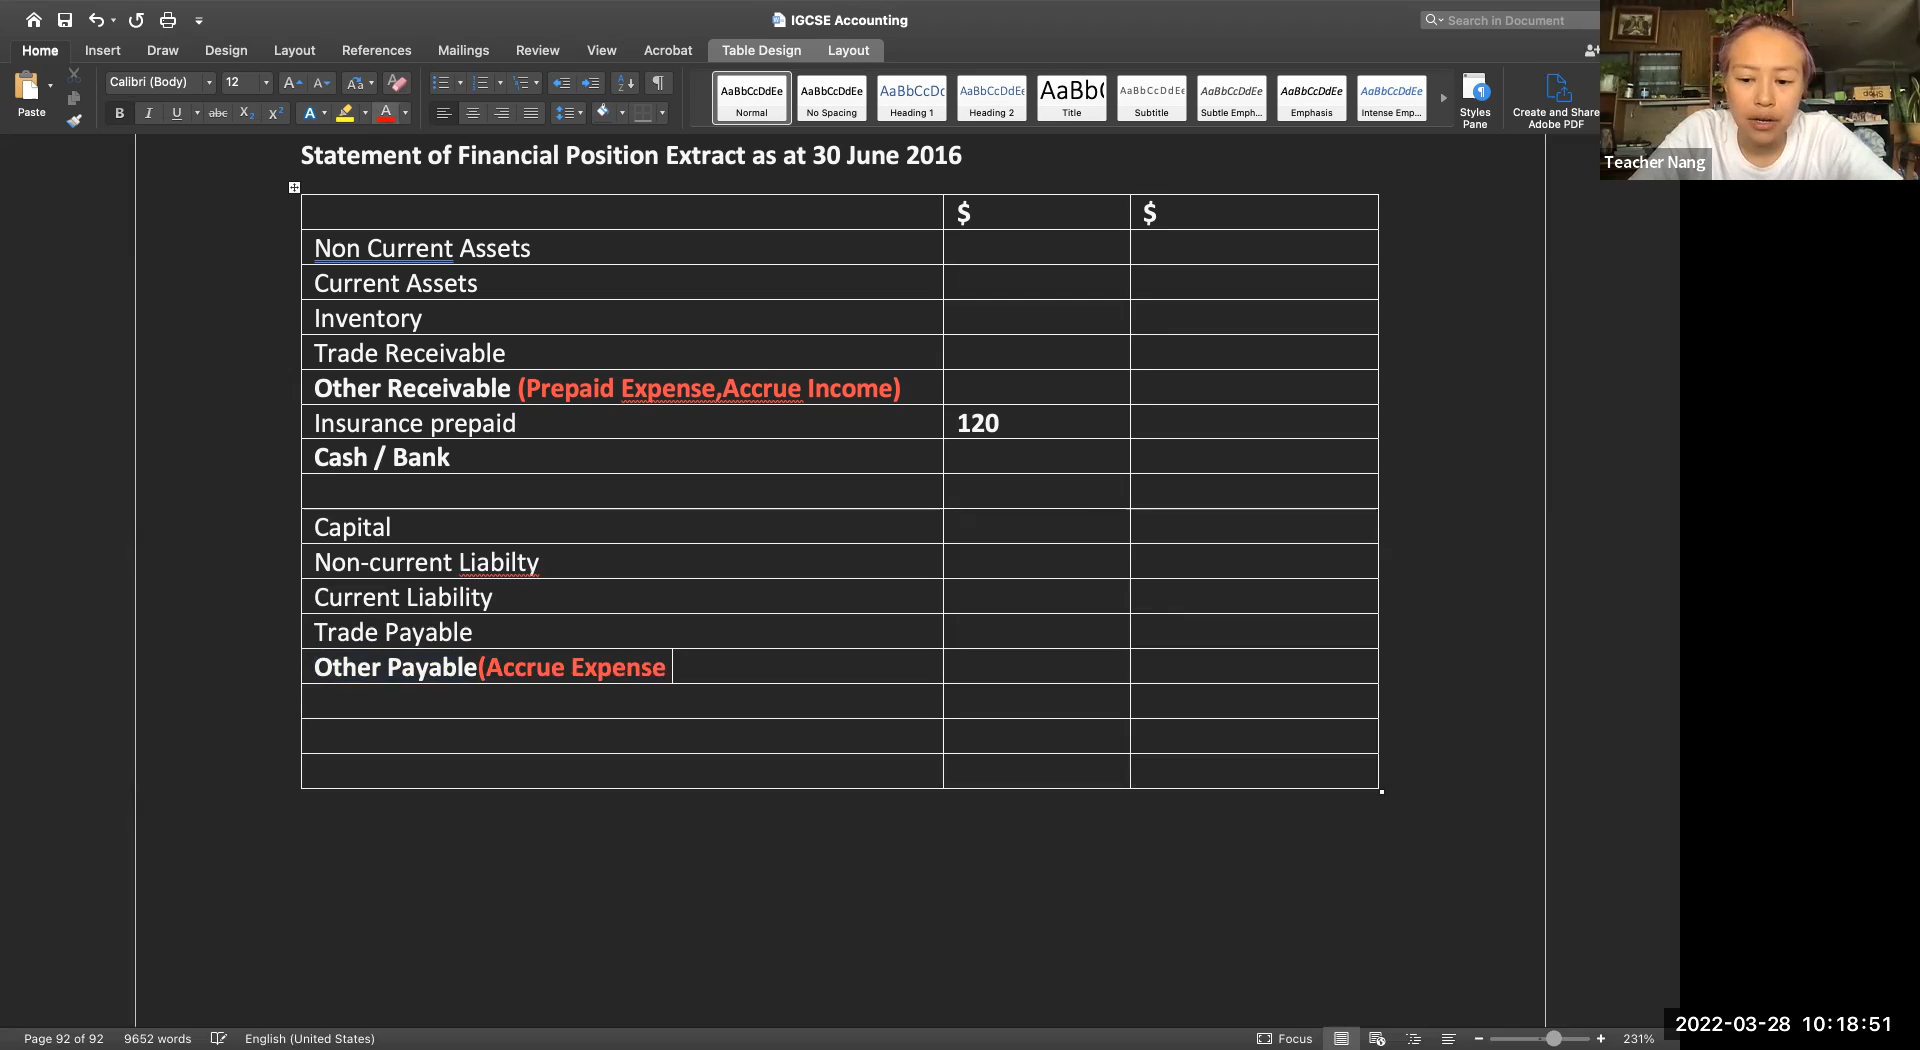 IGCSE Accounting
Search in Document
Home Insert Draw Design Layout References Mailings Review View Acrobat Table Design Layout
Paste
Calibri (Body) 12
AaBbCcDdEe Normal
AaBbCcDdEe No Spacing
AaBbCcDc Heading 1
AaBbCcDdEe Heading 2
AaBb( Title
AaBbCcDdEe Subtitle
AaBbCcDdEe Subtle Emph...
AaBbCcDdEe Emphasis
AaBbCcDdEe Intense Emp...
Styles Pane
Create and Share Adobe PDF
Teacher Nang
Statement of Financial Position Extract as at 30 June 2016
$ $
Non Current Assets
Current Assets
Inventory
Trade Receivable
Other Receivable (Prepaid Expense,Accrue Income)
Insurance prepaid 120
Cash / Bank
Capital
Non-current Liabilty
Current Liability
Trade Payable
Other Payable(Accrue Expense
2022-03-28 10:18:51
Page 92 of 92 9652 words English (United States) Focus 231%